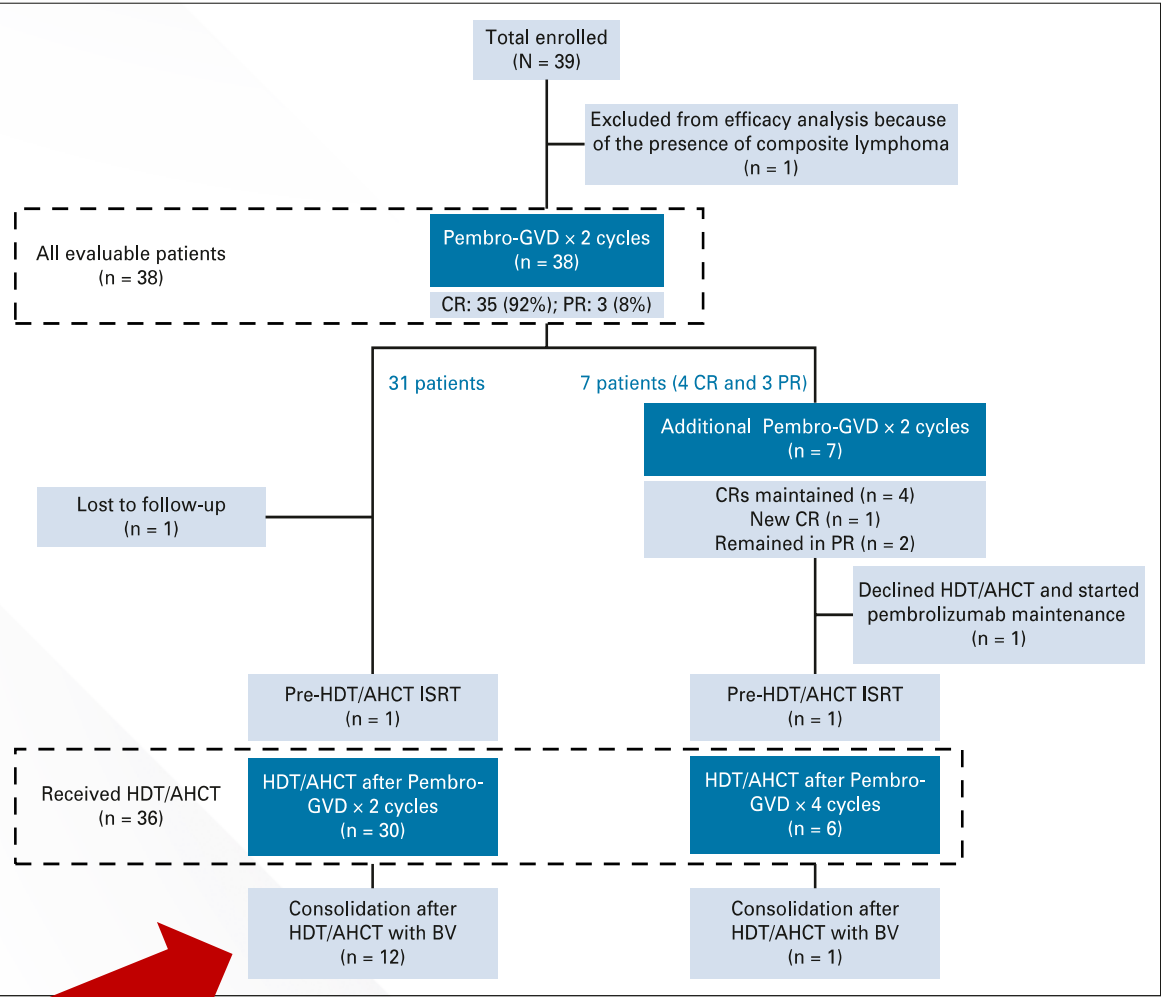 Total enrolled
(N = 39)
Excluded from efficacy analysis because
of the presence of composite lymphoma
(n = 1)
All evaluable patients
(n = 38)
Pembro-GVD × 2 cycles
(n = 38)
CR: 35 (92%); PR: 3 (8%)
31 patients
7 patients (4 CR and 3 PR)
Additional Pembro-GVD × 2 cycles
(n = 7)
CRs maintained (n = 4)
New CR (n = 1)
Remained in PR (n = 2)
Lost to follow-up
(n = 1)
Declined HDT/AHCT and started
pembrolizumab maintenance
(n = 1)
Pre-HDT/AHCT ISRT
(n = 1)
Pre-HDT/AHCT ISRT
(n = 1)
Received HDT/AHCT
(n = 36)
HDT/AHCT after Pembro-
GVD × 2 cycles
(n = 30)
HDT/AHCT after Pembro-
GVD × 4 cycles
(n = 6)
Consolidation after
HDT/AHCT with BV
(n = 12)
Consolidation after
HDT/AHCT with BV
(n = 1)